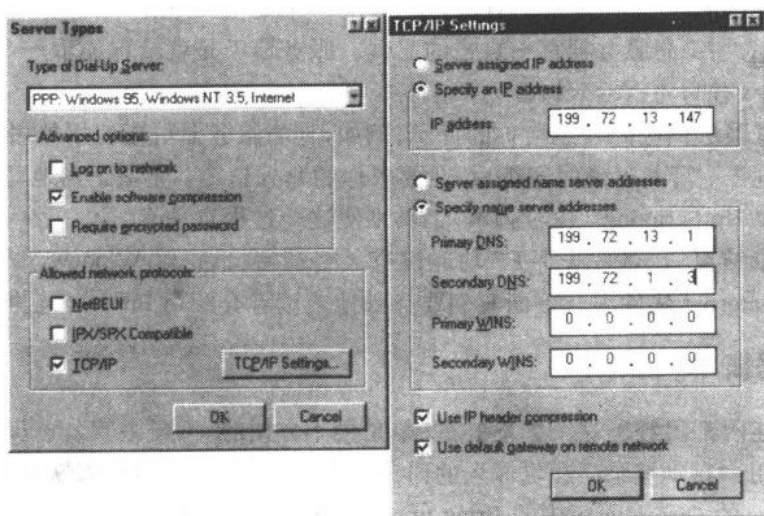 Server Types
Type of Dial-Up Server:
PPP: Windows 95, Windows NT 3.5, Internet
Advanced options:
Log on to network
Enable software compression
Require encrypted password
Allowed network protocols:
NetBEUI
IPX/SPX Compatible
TCP/IP
TCP/IP Settings...
OK
Cancel
TCP/IP Settings
Server assigned IP address
Specify an IP address
IP address:
199 . 72 . 13 . 147
Server assigned name server addresses
Specify name server addresses
Primary DNS:
199 . 72 . 13 . 1
Secondary DNS:
199 . 72 . 1 . 3
Primary WINS:
0 . 0 . 0 . 0
Secondary WINS:
0 . 0 . 0 . 0
Use IP header compression
Use default gateway on remote network
OK
Cancel